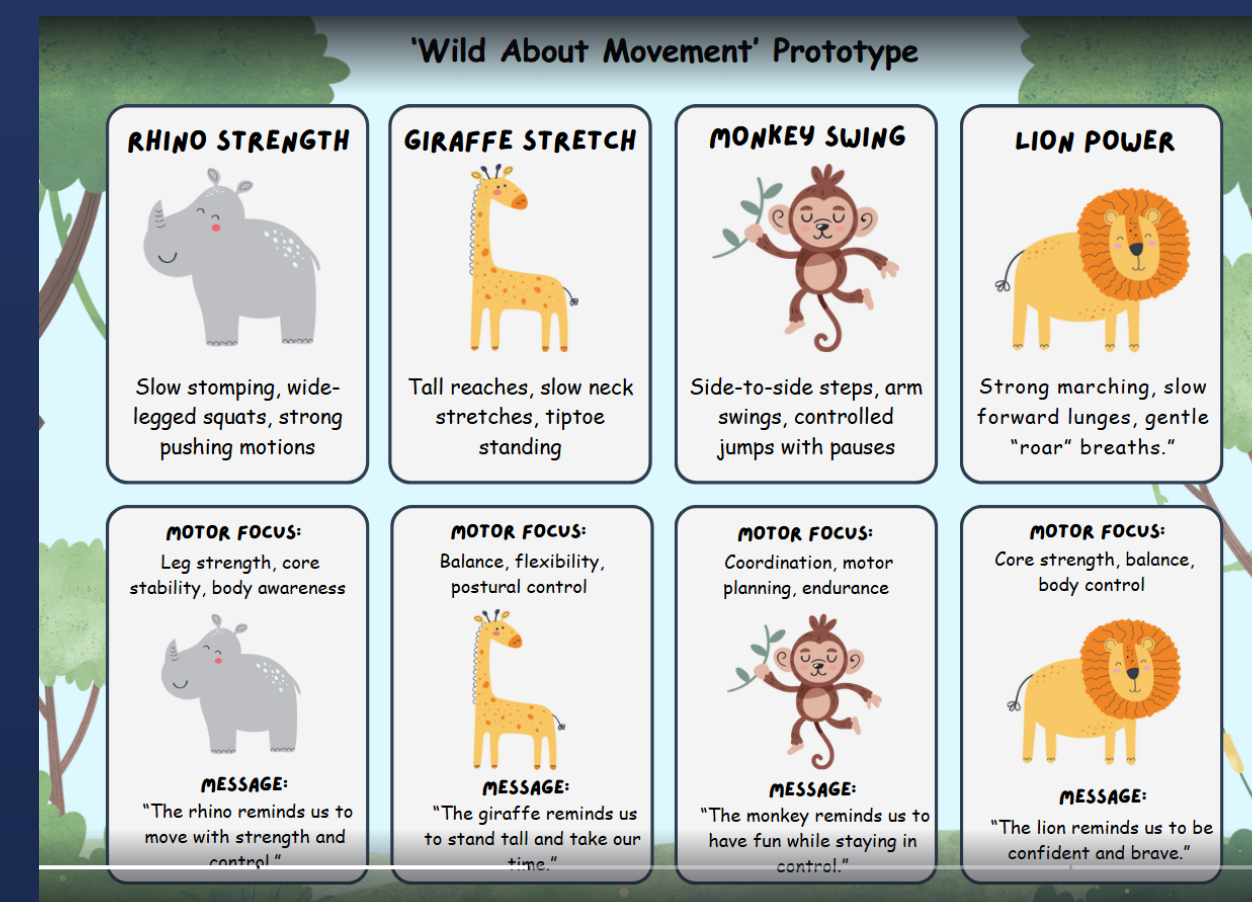 ‘Wild About Movement’ Prototype
RHINO STRENGTH
Slow stomping, wide-
legged squats, strong
pushing motions
GIRAFFE STRETCH
Tall reaches, slow neck
stretches, tiptoe
standing
MONKEY SWING
Side-to-side steps, arm
swings, controlled
jumps with pauses
LION POWER
Strong marching, slow
forward lunges, gentle
“roar” breaths.”
MOTOR FOCUS:
Leg strength, core
stability, body awareness
MESSAGE:
“The rhino reminds us to
move with strength and
control.”
MOTOR FOCUS:
Balance, flexibility,
postural control
MESSAGE:
“The giraffe reminds us
to stand tall and take our
time.”
MOTOR FOCUS:
Coordination, motor
planning, endurance
MESSAGE:
“The monkey reminds us to
have fun while staying in
control.”
MOTOR FOCUS:
Core strength, balance,
body control
MESSAGE:
“The lion reminds us to be
confident and brave.”